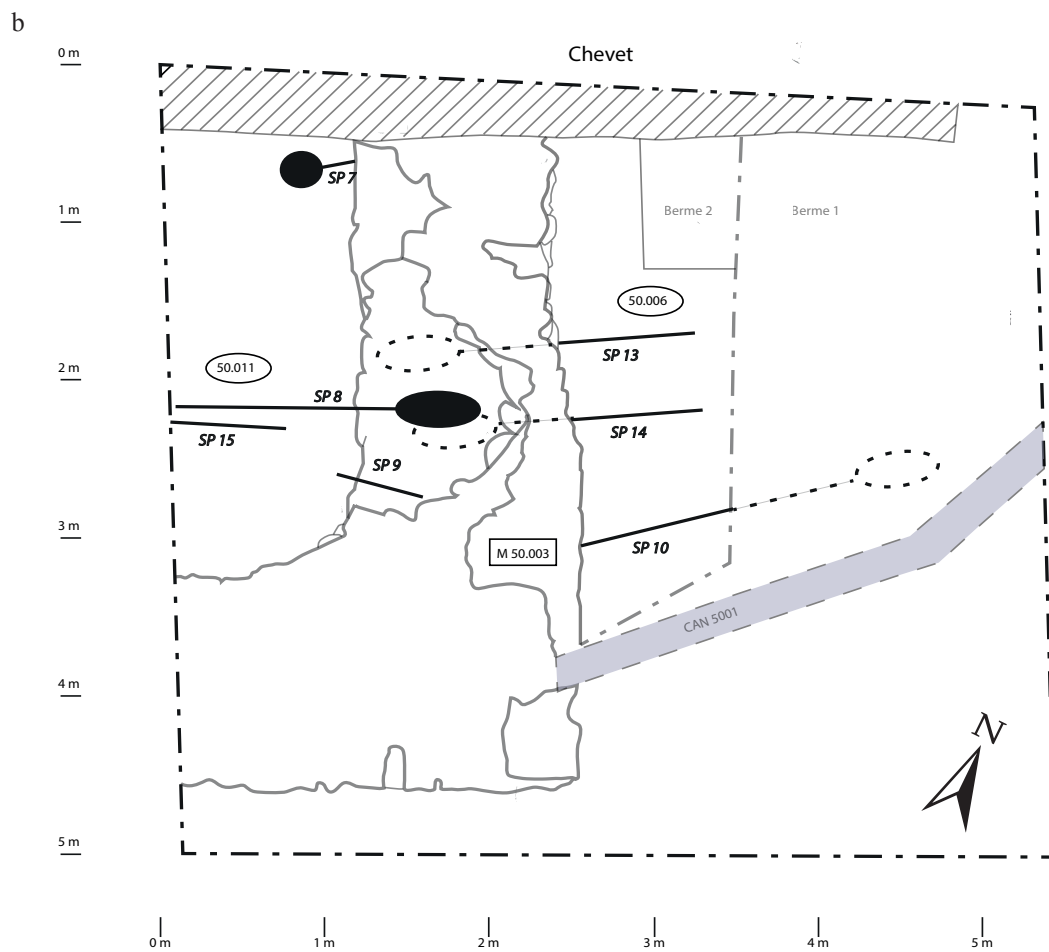 b
0 m
Chevet
SP 7
1 m
Berme 2
Berme 1
50.006
SP 13
50.011
2 m
SP 8
SP 14
SP 15
SP 9
3 m
SP 10
M 50.003
CAN 5001
4 m
N
5 m
0 m
1 m
2 m
3 m
4 m
5 m